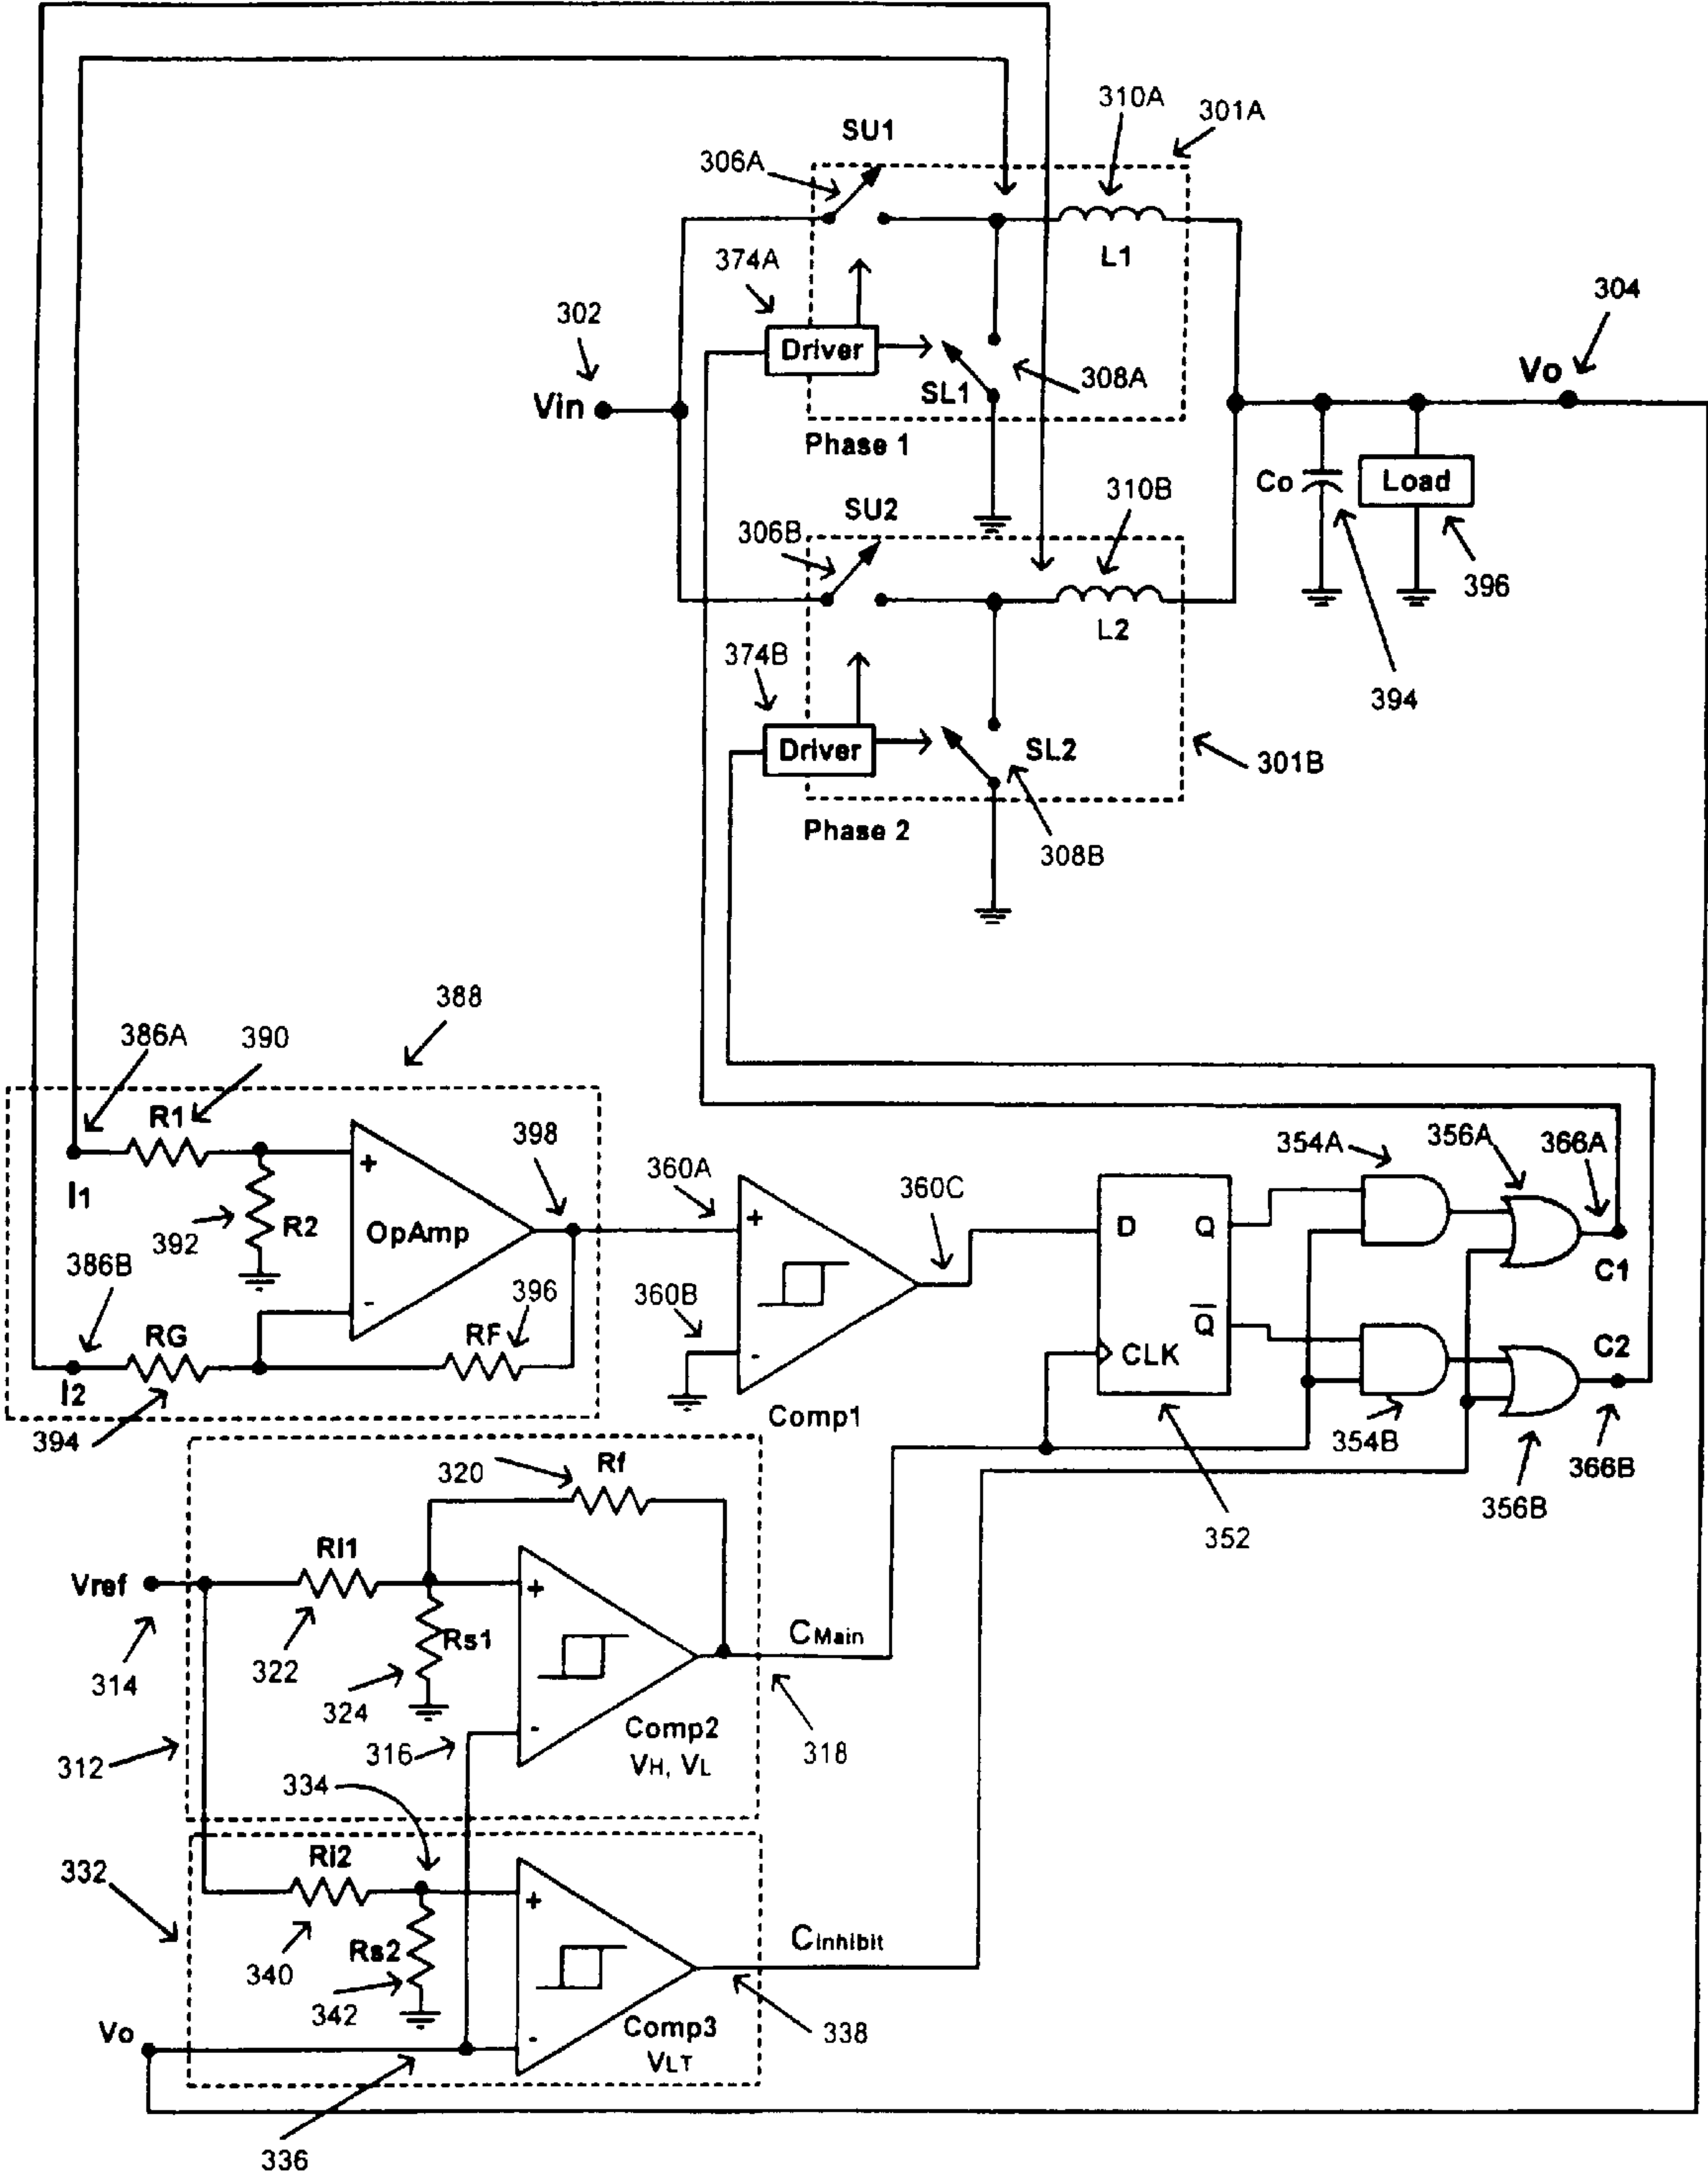 310A
301A
SU1
306A
L1
374A
304
302
Driver
Vo
308A
SL1
Vin
Phase 1
Co
Load
310B
SU2
306B
396
L2
374B
394
Driver
SL2
301B
Phase 2
308B
388
386A
390
R1
398
354A
356A
366A
360A
360C
I1
+
R2
OpAmp
392
+
D
Q
C1
386B
360B
396
-
Q
RG
RF
-
CLK
C2
I2
Comp1
394
354B
366B
320
Rf
356B
352
RI1
Vref
+
CMain
Rs1
322
314
324
-
Comp2
318
316
VH, VL
312
334
Ri2
332
+
CInhibit
Rs2
340
342
Vo
Comp3
338
-
VLT
336